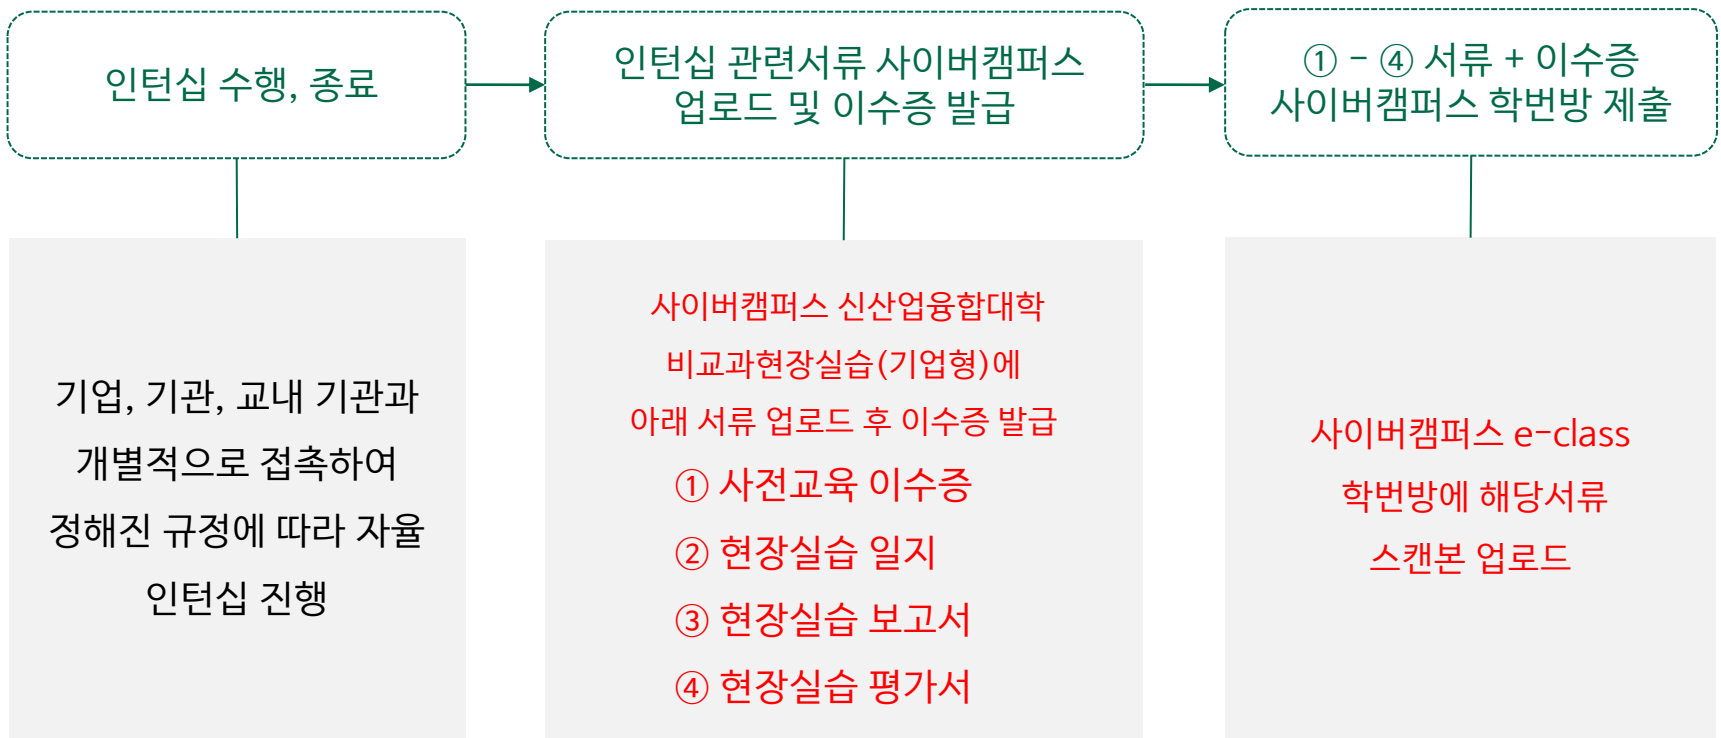 인턴십 수행, 종료
인턴십 관련서류 사이버캠퍼스
업로드 및 이수증 발급
① - ④ 서류 + 이수증
사이버캠퍼스 학번방 제출
기업, 기관, 교내 기관과
개별적으로 접촉하여
정해진 규정에 따라 자율
인턴십 진행
사이버캠퍼스 신산업융합대학
비교과현장실습(기업형)에
아래 서류 업로드 후 이수증 발급
① 사전교육 이수증
② 현장실습 일지
③ 현장실습 보고서
④ 현장실습 평가서
사이버캠퍼스 e-class
학번방에 해당서류
스캔본 업로드